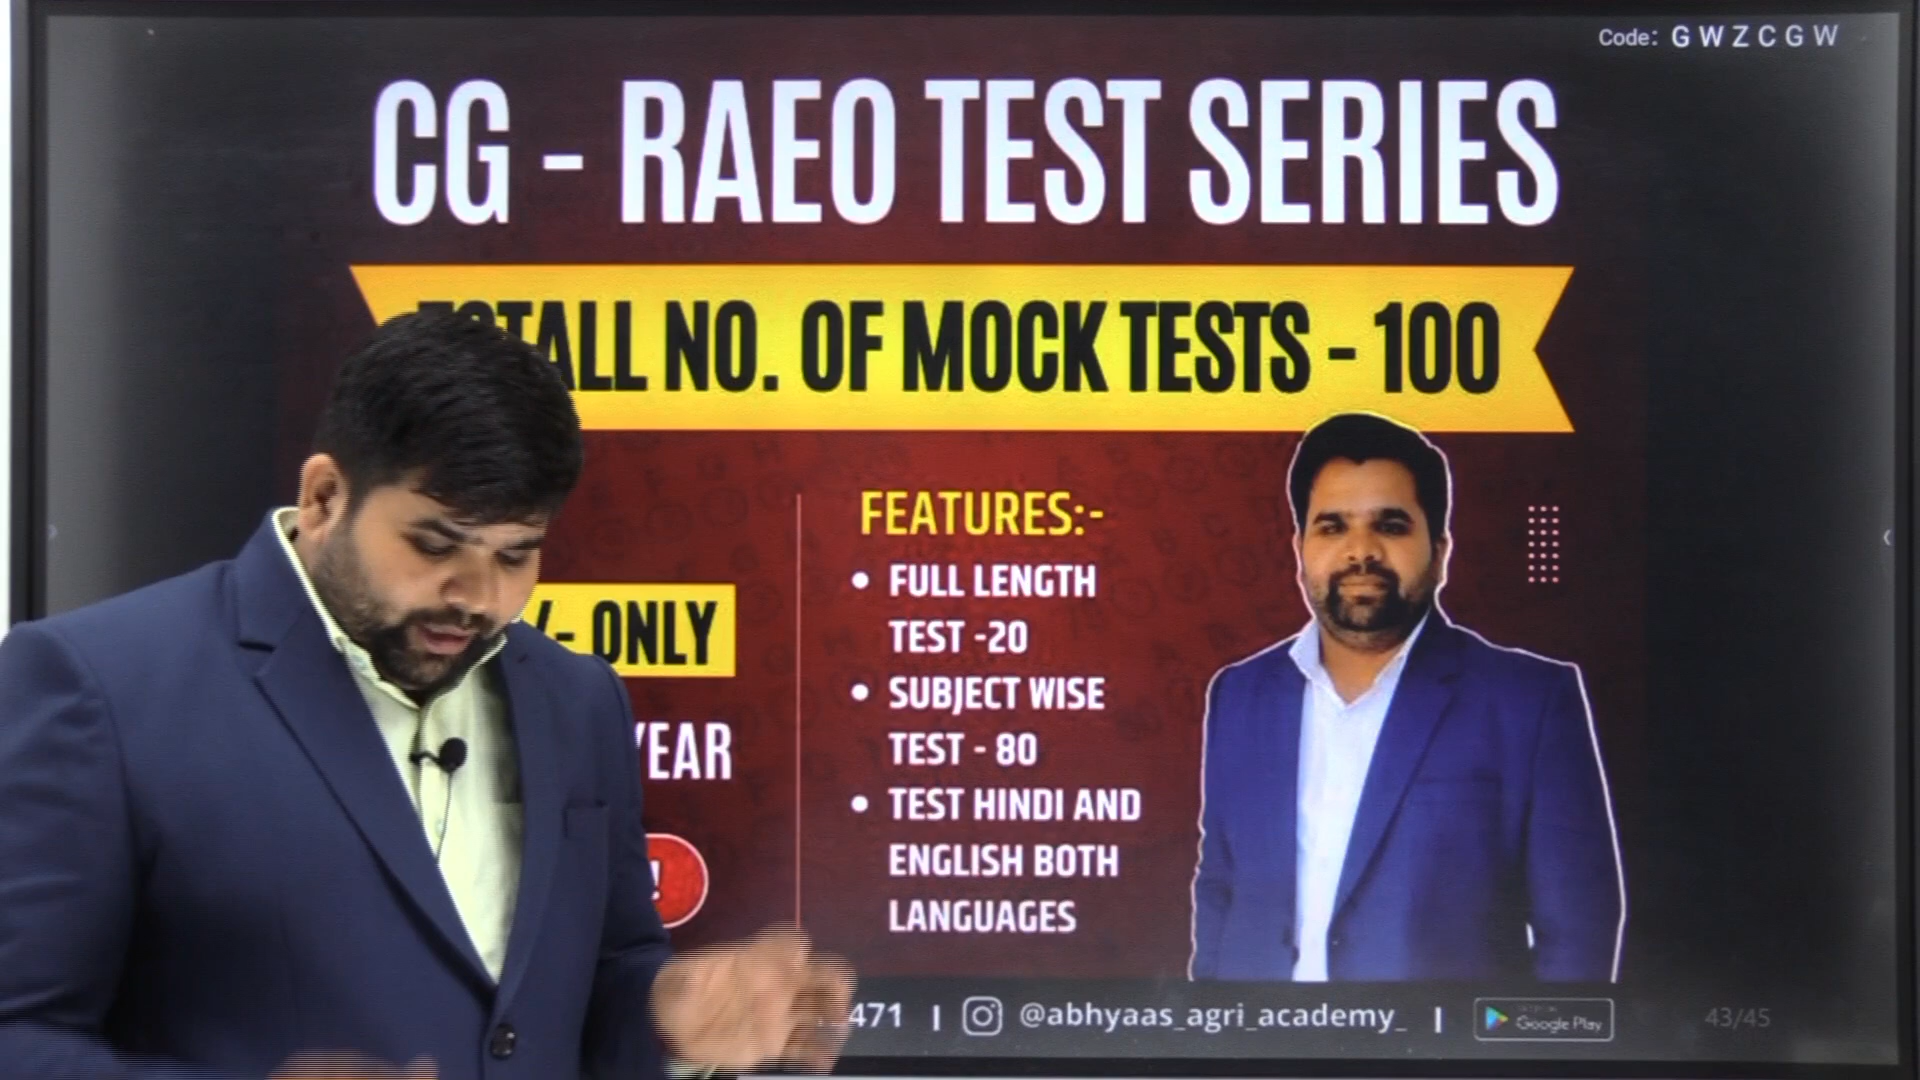 Code: GWZCGW
CG - RAEO TEST SERIES
TOTALL NO. OF MOCK TESTS - 100
/- ONLY
YEAR
!
FEATURES:-
• FULL LENGTH
TEST -20
• SUBJECT WISE
TEST - 80
• TEST HINDI AND
ENGLISH BOTH
LANGUAGES
471 | @abhyaas_agri_academy_ |
Google Play
43/45